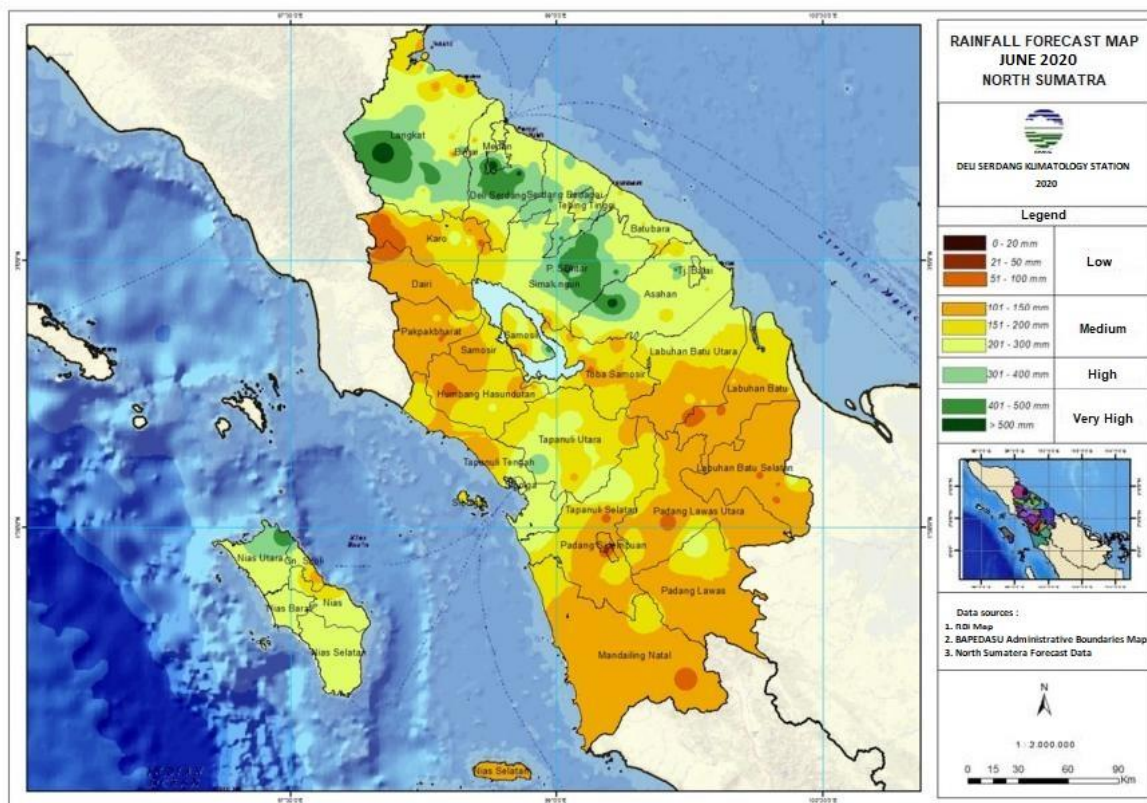 RAINFALL FORECAST MAP
JUNE 2020
NORTH SUMATRA
DELI SERDANG KLIMATOLOGY STATION
2020
Legend
0 - 20 mm
21 - 50 mm
51 - 100 mm
Low
101 - 150 mm
151 - 200 mm
201 - 300 mm
Medium
301 - 400 mm
High
401 - 500 mm
> 500 mm
Very High
Data sources :
1. RBI Map
2. BAPEDASU Administrative Boundaries Map
3. North Sumatera Forecast Data
N
1 : 2.000.000
0 15 30 60 90
Km
Langkat
Medan
Deli Serdang
Serdang Bedagai
Tebing Tinggi
Batubara
Karo
P. Siantar
Simalungun
Tj. Balai
Asahan
Dairi
Pakpakbharat
Samosir
Samosir
Toba Samosir
Labuhan Batu Utara
Labuhan Batu
Humbang Hasundutan
Tapanuli Utara
Tapanuli Tengah
Labuhan Batu Selatan
Tapanuli Selatan
Padang Lawas Utara
Padang Lawas
Mandailing Natal
Nias Utara
Gn. Sitoli
Nias
Nias Barat
Nias Selatan
Nias Selatan